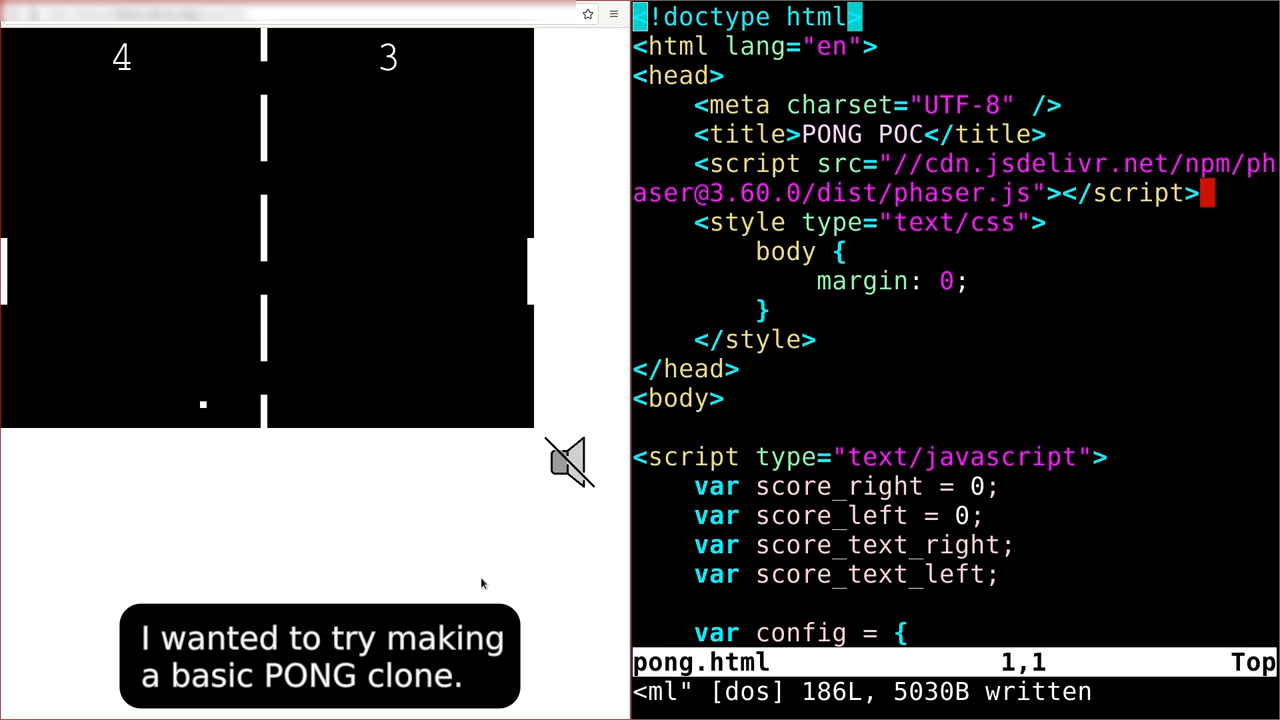 4 3
I wanted to try making
a basic PONG clone.
<!doctype html>
<html lang="en">
<head>
    <meta charset="UTF-8" />
    <title>PONG POC</title>
    <script src="//cdn.jsdelivr.net/npm/ph
aser@3.60.0/dist/phaser.js"></script>
    <style type="text/css">
        body {
            margin: 0;
        }
    </style>
</head>
<body>
<script type="text/javascript">
    var score_right = 0;
    var score_left = 0;
    var score_text_right;
    var score_text_left;
    var config = {
pong.html 1,1 Top
<ml" [dos] 186L, 5030B written